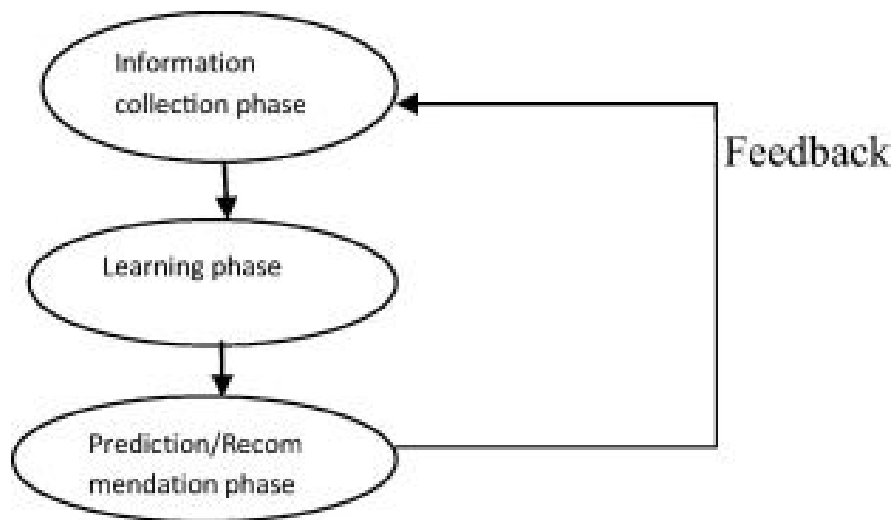 Information
collection phase
Feedback
Learning phase
Prediction/Recom
mendation phase